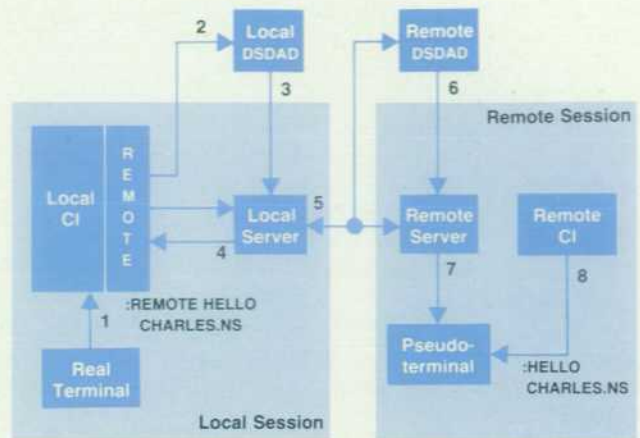 2
Local
DSDAD
Remote
DSDAD
3
6
Remote Session
Local
CI
REMOTE
Local
Server
5
Remote
Server
Remote
CI
4
7
8
1
:REMOTE HELLO
CHARLES.NS
Real
Terminal
Pseudo-
terminal
:HELLO
CHARLES.NS
Local Session